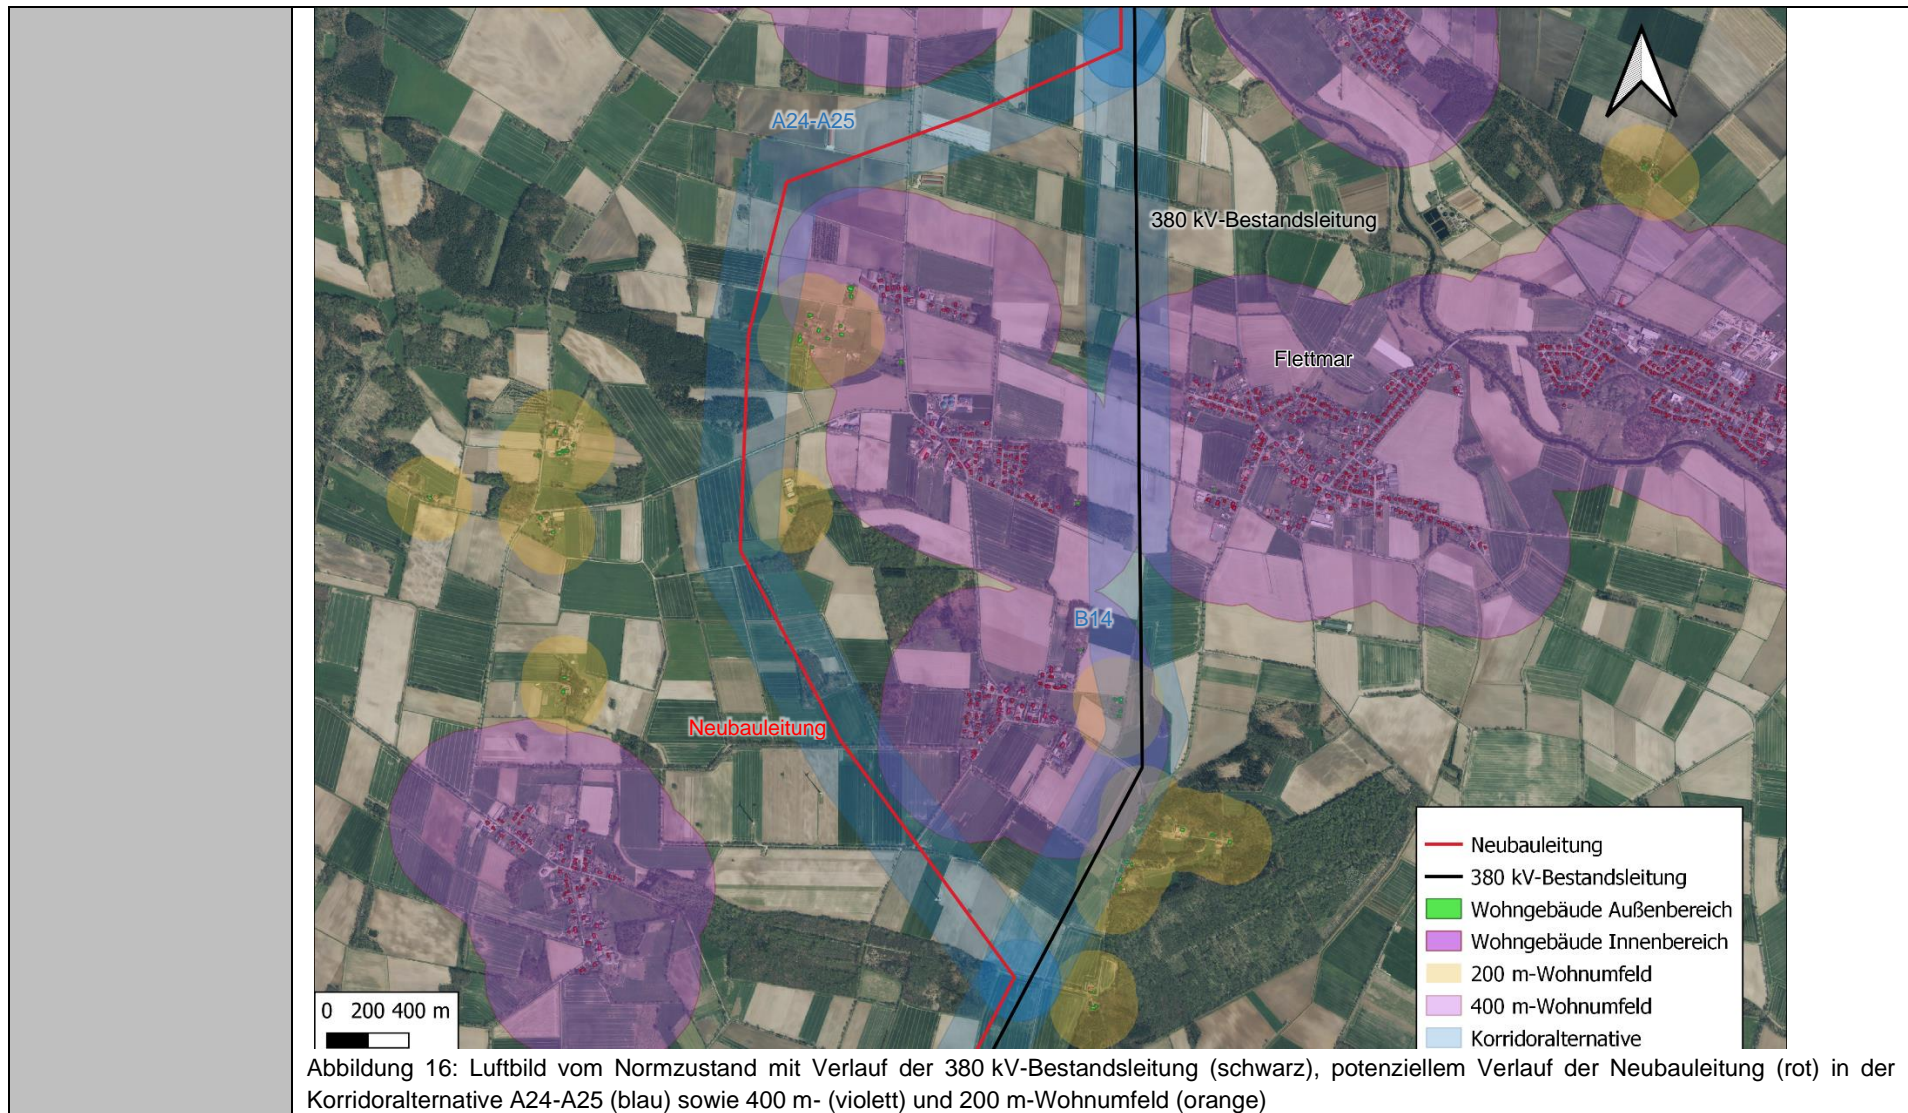 A24-A25
380 kV-Bestandsleitung
Flettmar
B14
Neubauleitung
Neubauleitung
380 kV-Bestandsleitung
Wohngebäude Außenbereich
Wohngebäude Innenbereich
200 m-Wohnumfeld
400 m-Wohnumfeld
Korridoralternative
0 200 400 m
Abbildung 16: Luftbild vom Normzustand mit Verlauf der 380 kV-Bestandsleitung (schwarz), potenziellem Verlauf der Neubauleitung (rot) in der
Korridoralternative A24-A25 (blau) sowie 400 m- (violett) und 200 m-Wohnumfeld (orange)